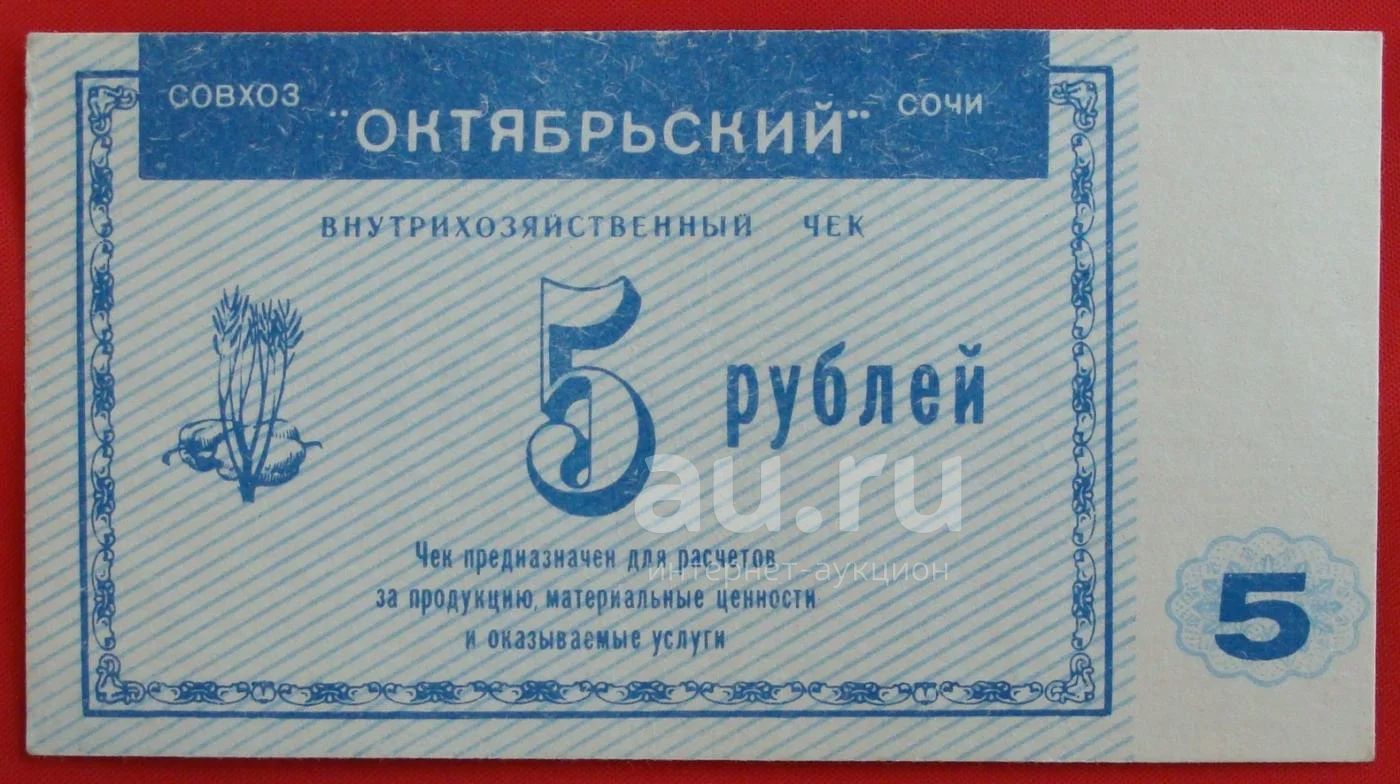 СОВХОЗ "ОКТЯБРЬСКИЙ" СОЧИ
ВНУТРИХОЗЯЙСТВЕННЫЙ ЧЕК
5 рублей
au.ru
интернет-аукцион
Чек предназначен для расчетов
за продукцию, материальные ценности
и оказываемые услуги
5